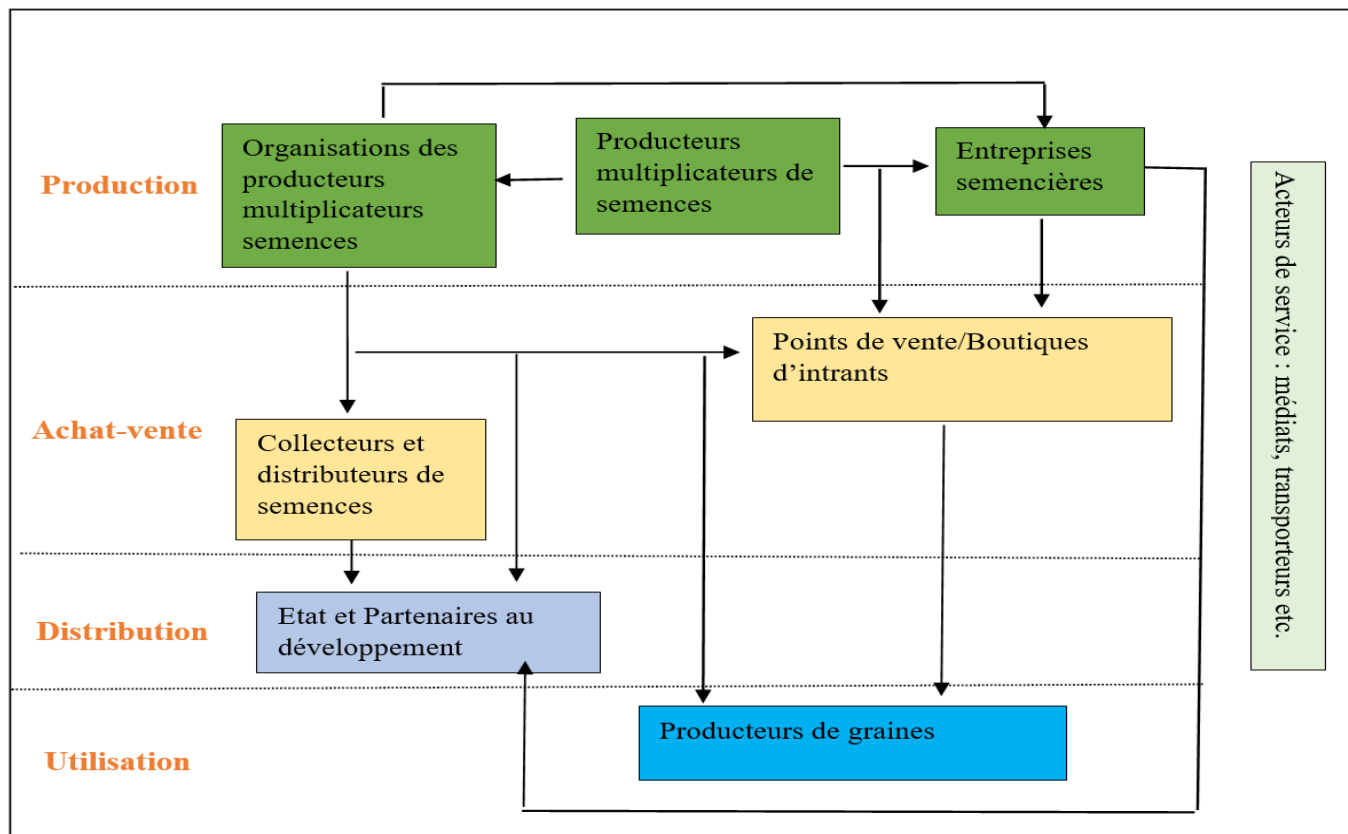 Production
Organisations des
producteurs
multiplicateurs
semences
Producteurs
multiplicateurs de
semences
Entreprises
semencières
Achat-vente
Points de vente/Boutiques
d’intrants
Collecteurs et
distributeurs de
semences
Distribution
Etat et Partenaires au
développement
Utilisation
Producteurs de graines
Acteurs de service : médiats, transporteurs etc.